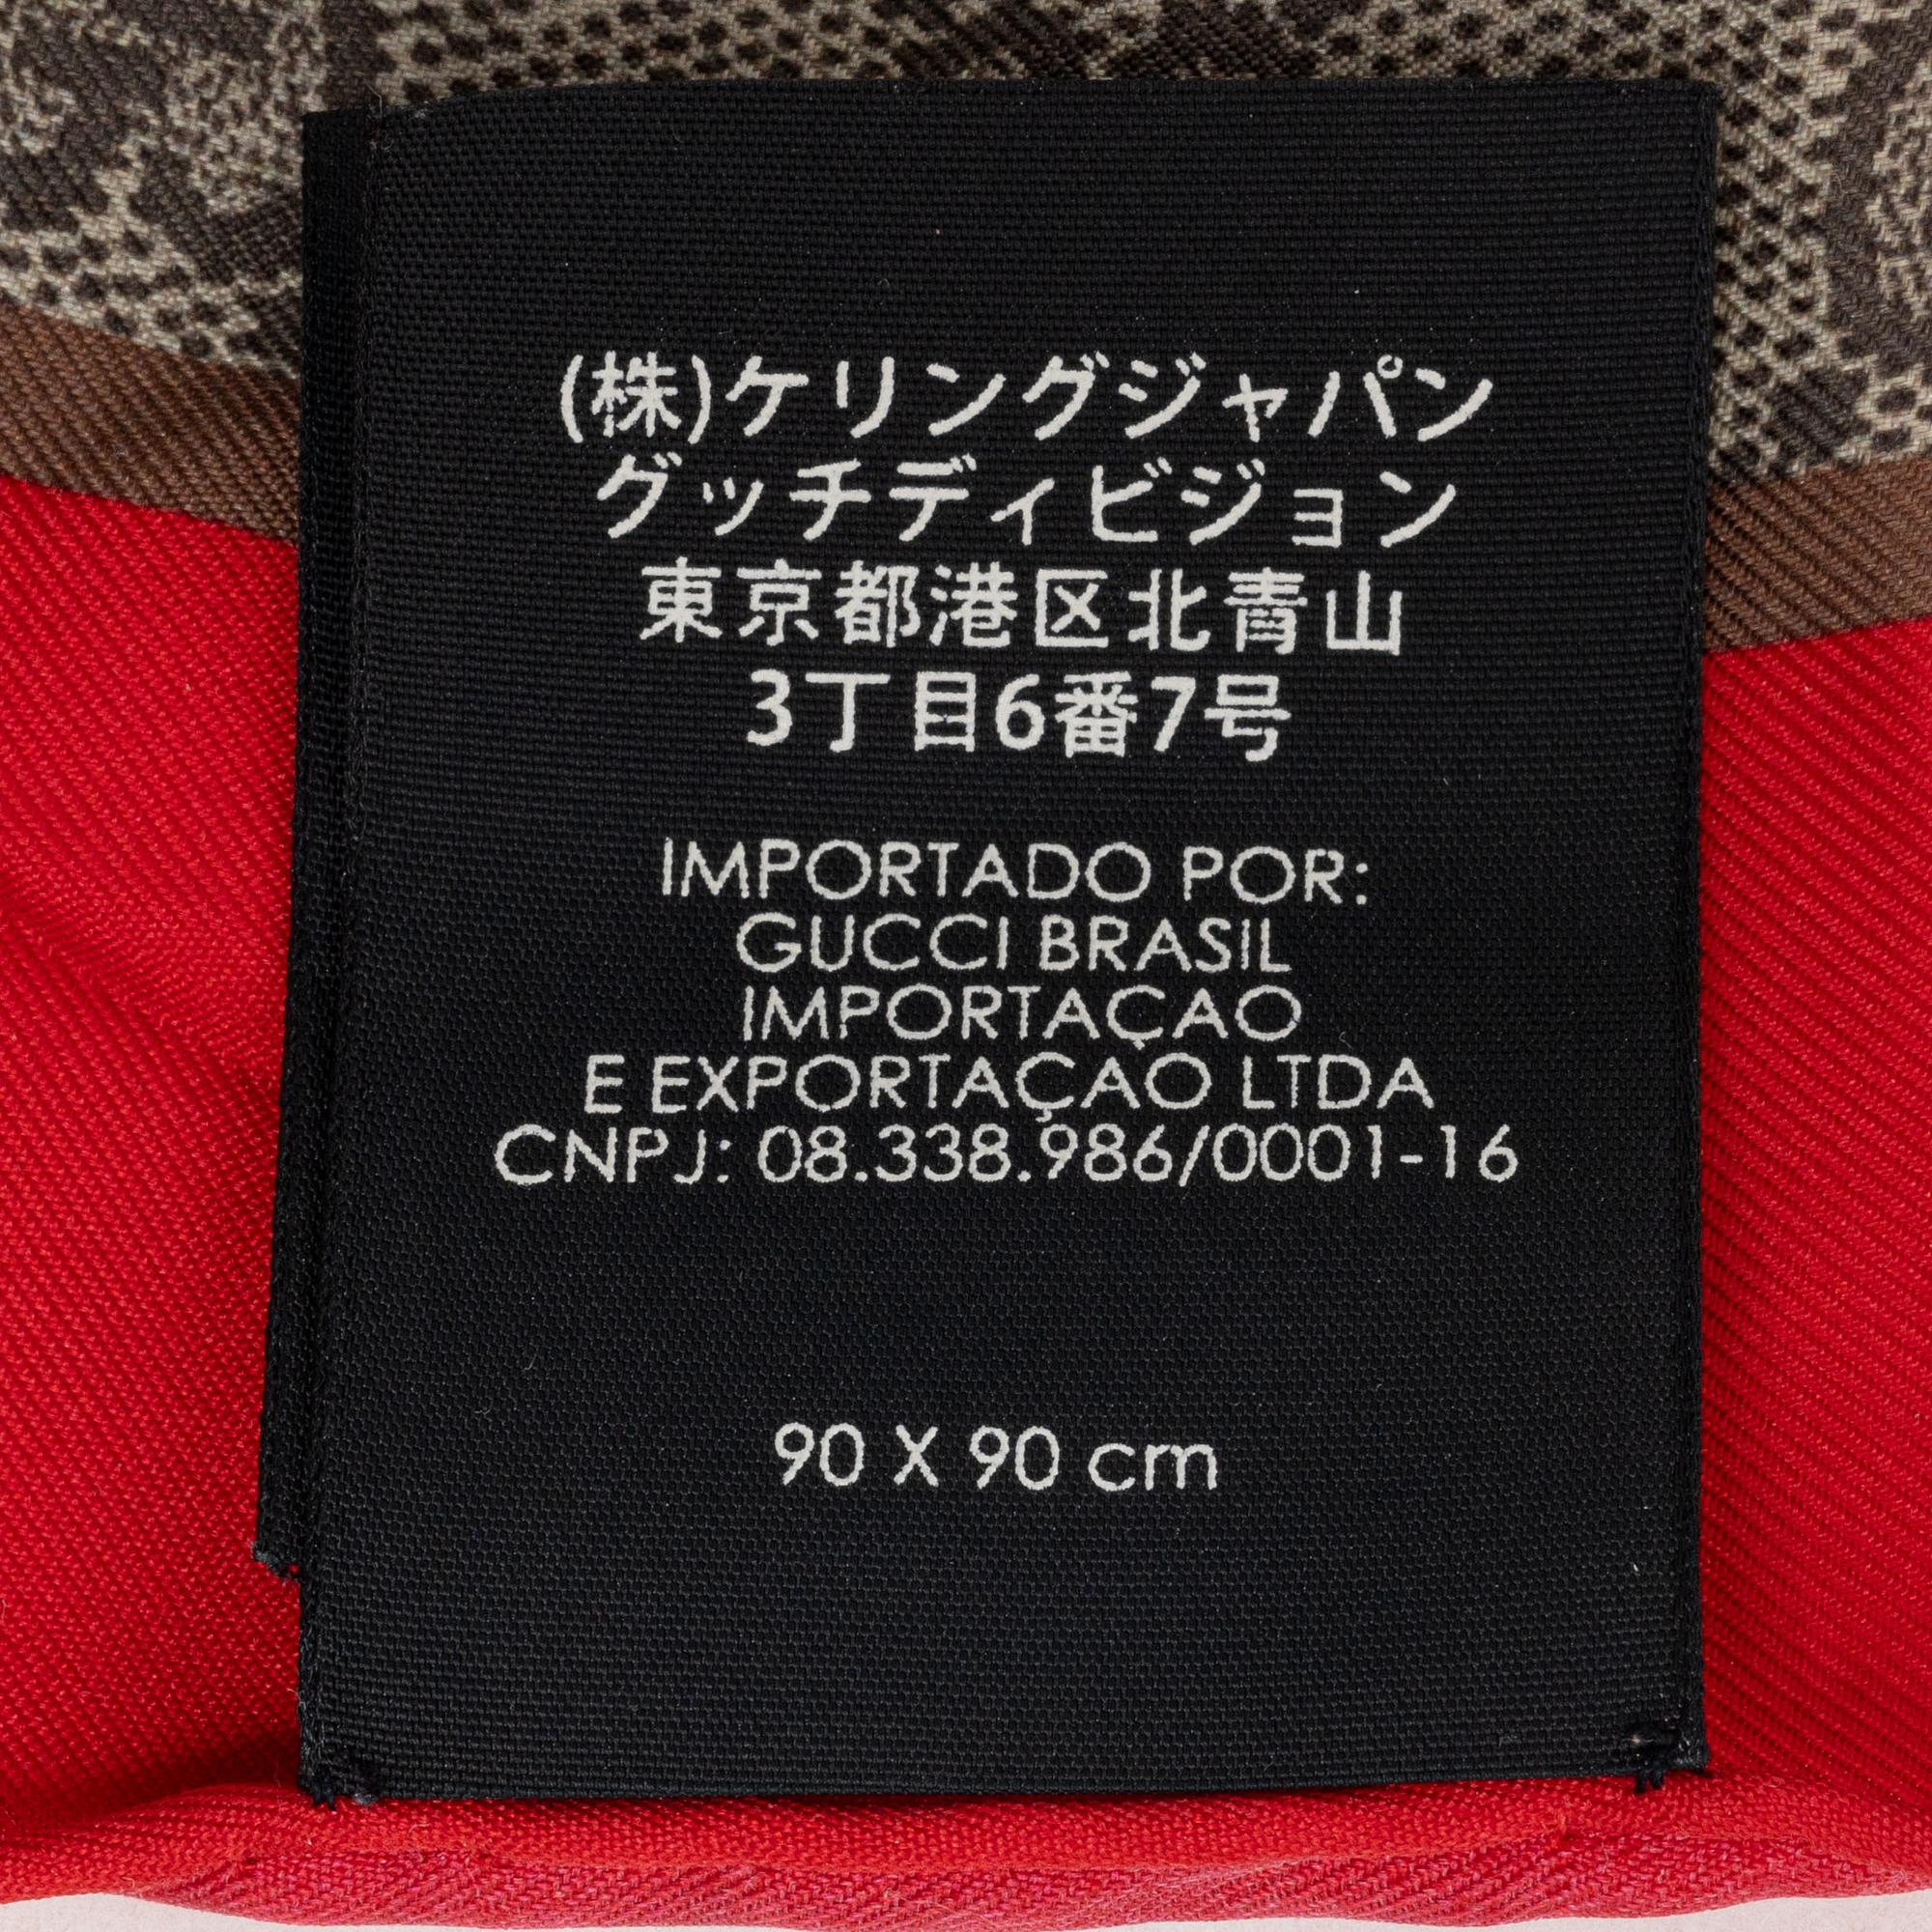 (株)ケリングジャパン
グッチディビジョン
東京都港区北青山
3丁目6番7号
IMPORTADO POR:
GUCCI BRASIL
IMPORTAÇAO
E EXPORTAÇAO LTDA
CNPJ: 08.338.986/0001-16
90 X 90 cm